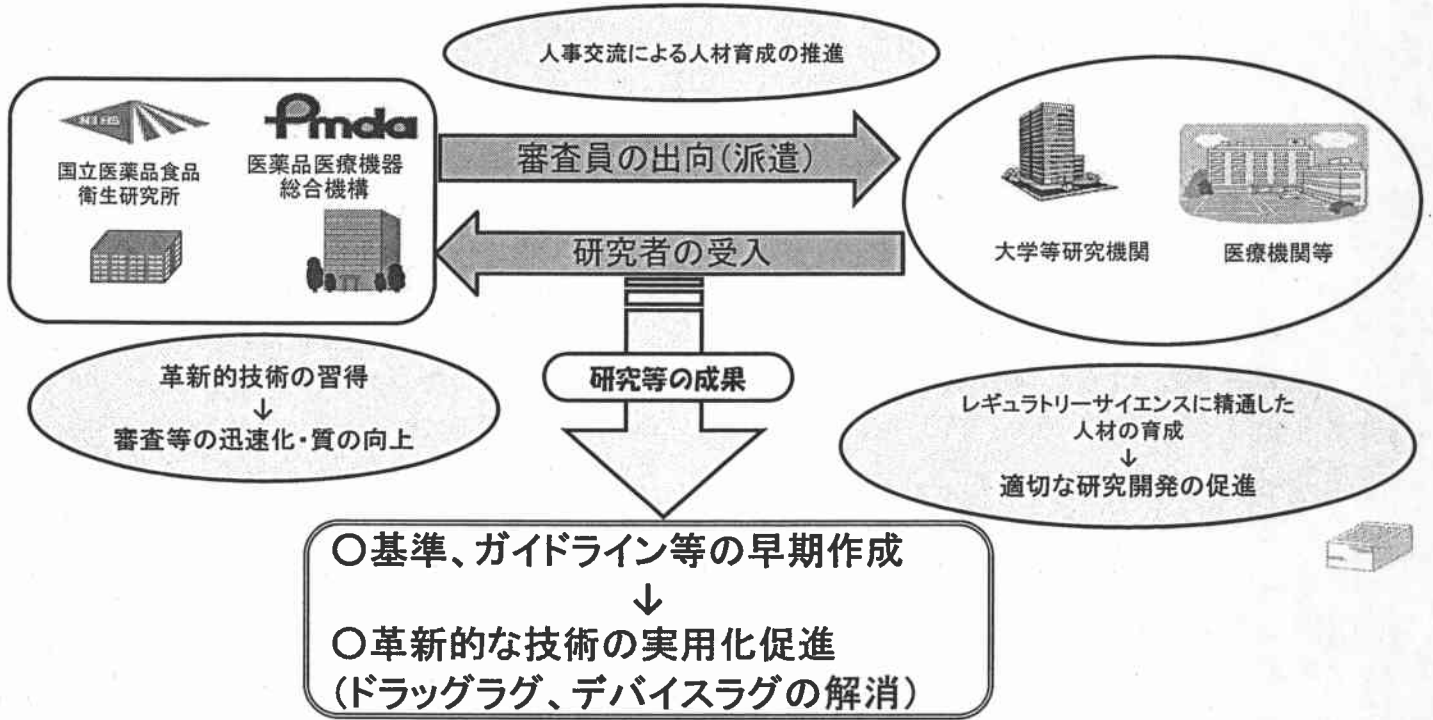 人事交流による人材育成の推進
NIHS
Pmda
国立医薬品食品
衛生研究所
医薬品医療機器
総合機構
審査員の出向(派遣)
研究者の受入
大学等研究機関
医療機関等
革新的技術の習得
↓
審査等の迅速化・質の向上
研究等の成果
レギュラトリーサイエンスに精通した
人材の育成
↓
適切な研究開発の促進
〇基準、ガイドライン等の早期作成
↓
〇革新的な技術の実用化促進
(ドラッグラグ、デバイスラグの解消)